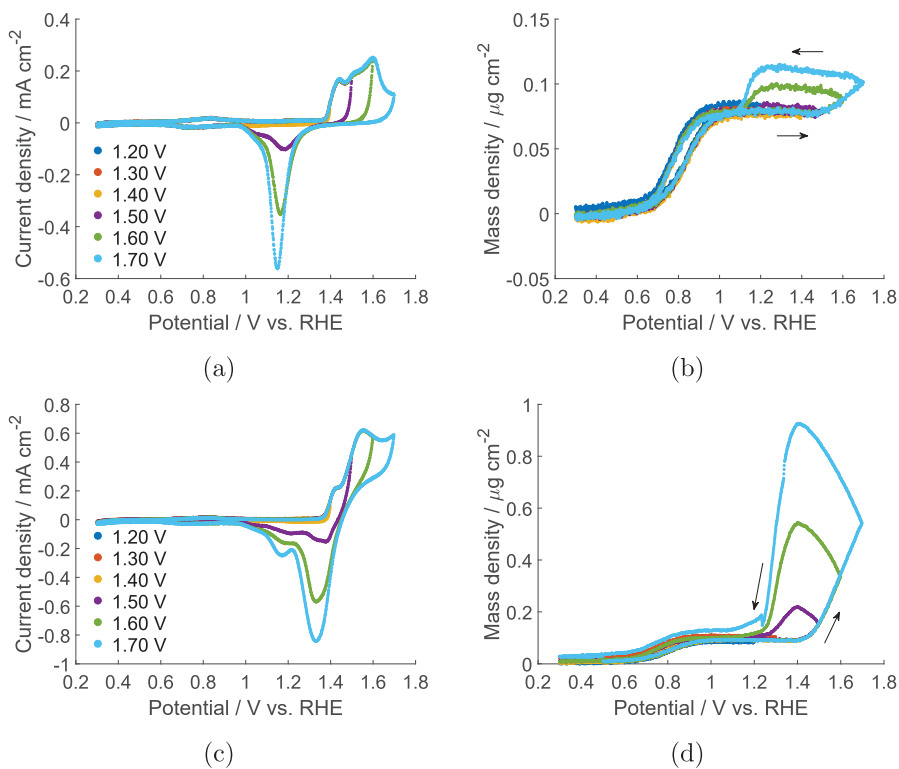 0.4
0.2
0
-0.2
-0.4
-0.6
Current density / mA cm⁻²
1.20 V
1.30 V
1.40 V
1.50 V
1.60 V
1.70 V
0.2 0.4 0.6 0.8 1 1.2 1.4 1.6 1.8
Potential / V vs. RHE
(a)
0.15
0.1
0.05
0
-0.05
Mass density / μg cm⁻²
0.2 0.4 0.6 0.8 1 1.2 1.4 1.6 1.8
Potential / V vs. RHE
(b)
0.8
0.6
0.4
0.2
0
-0.2
-0.4
-0.6
-0.8
-1
Current density / mA cm⁻²
1.20 V
1.30 V
1.40 V
1.50 V
1.60 V
1.70 V
0.2 0.4 0.6 0.8 1 1.2 1.4 1.6 1.8
Potential / V vs. RHE
(c)
1
0.8
0.6
0.4
0.2
0
Mass density / μg cm⁻²
0.2 0.4 0.6 0.8 1 1.2 1.4 1.6 1.8
Potential / V vs. RHE
(d)